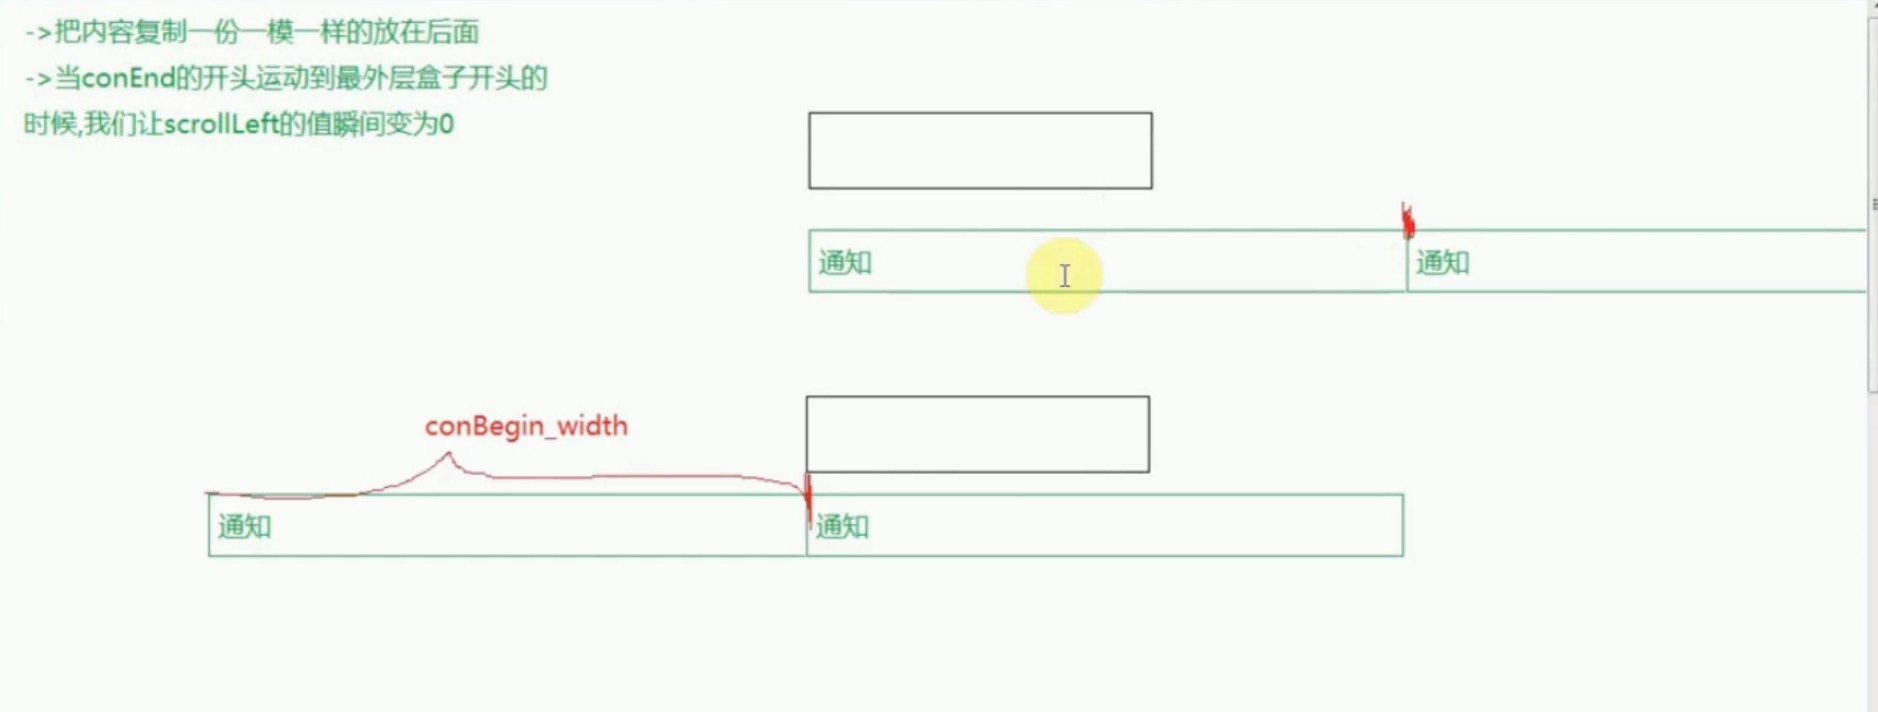 ->把内容复制一份一模一样的放在后面
->当conEnd的开头运动到最外层盒子开头的
时候,我们让scrollLeft的值瞬间变为0
通知
通知
conBegin_width
通知
通知